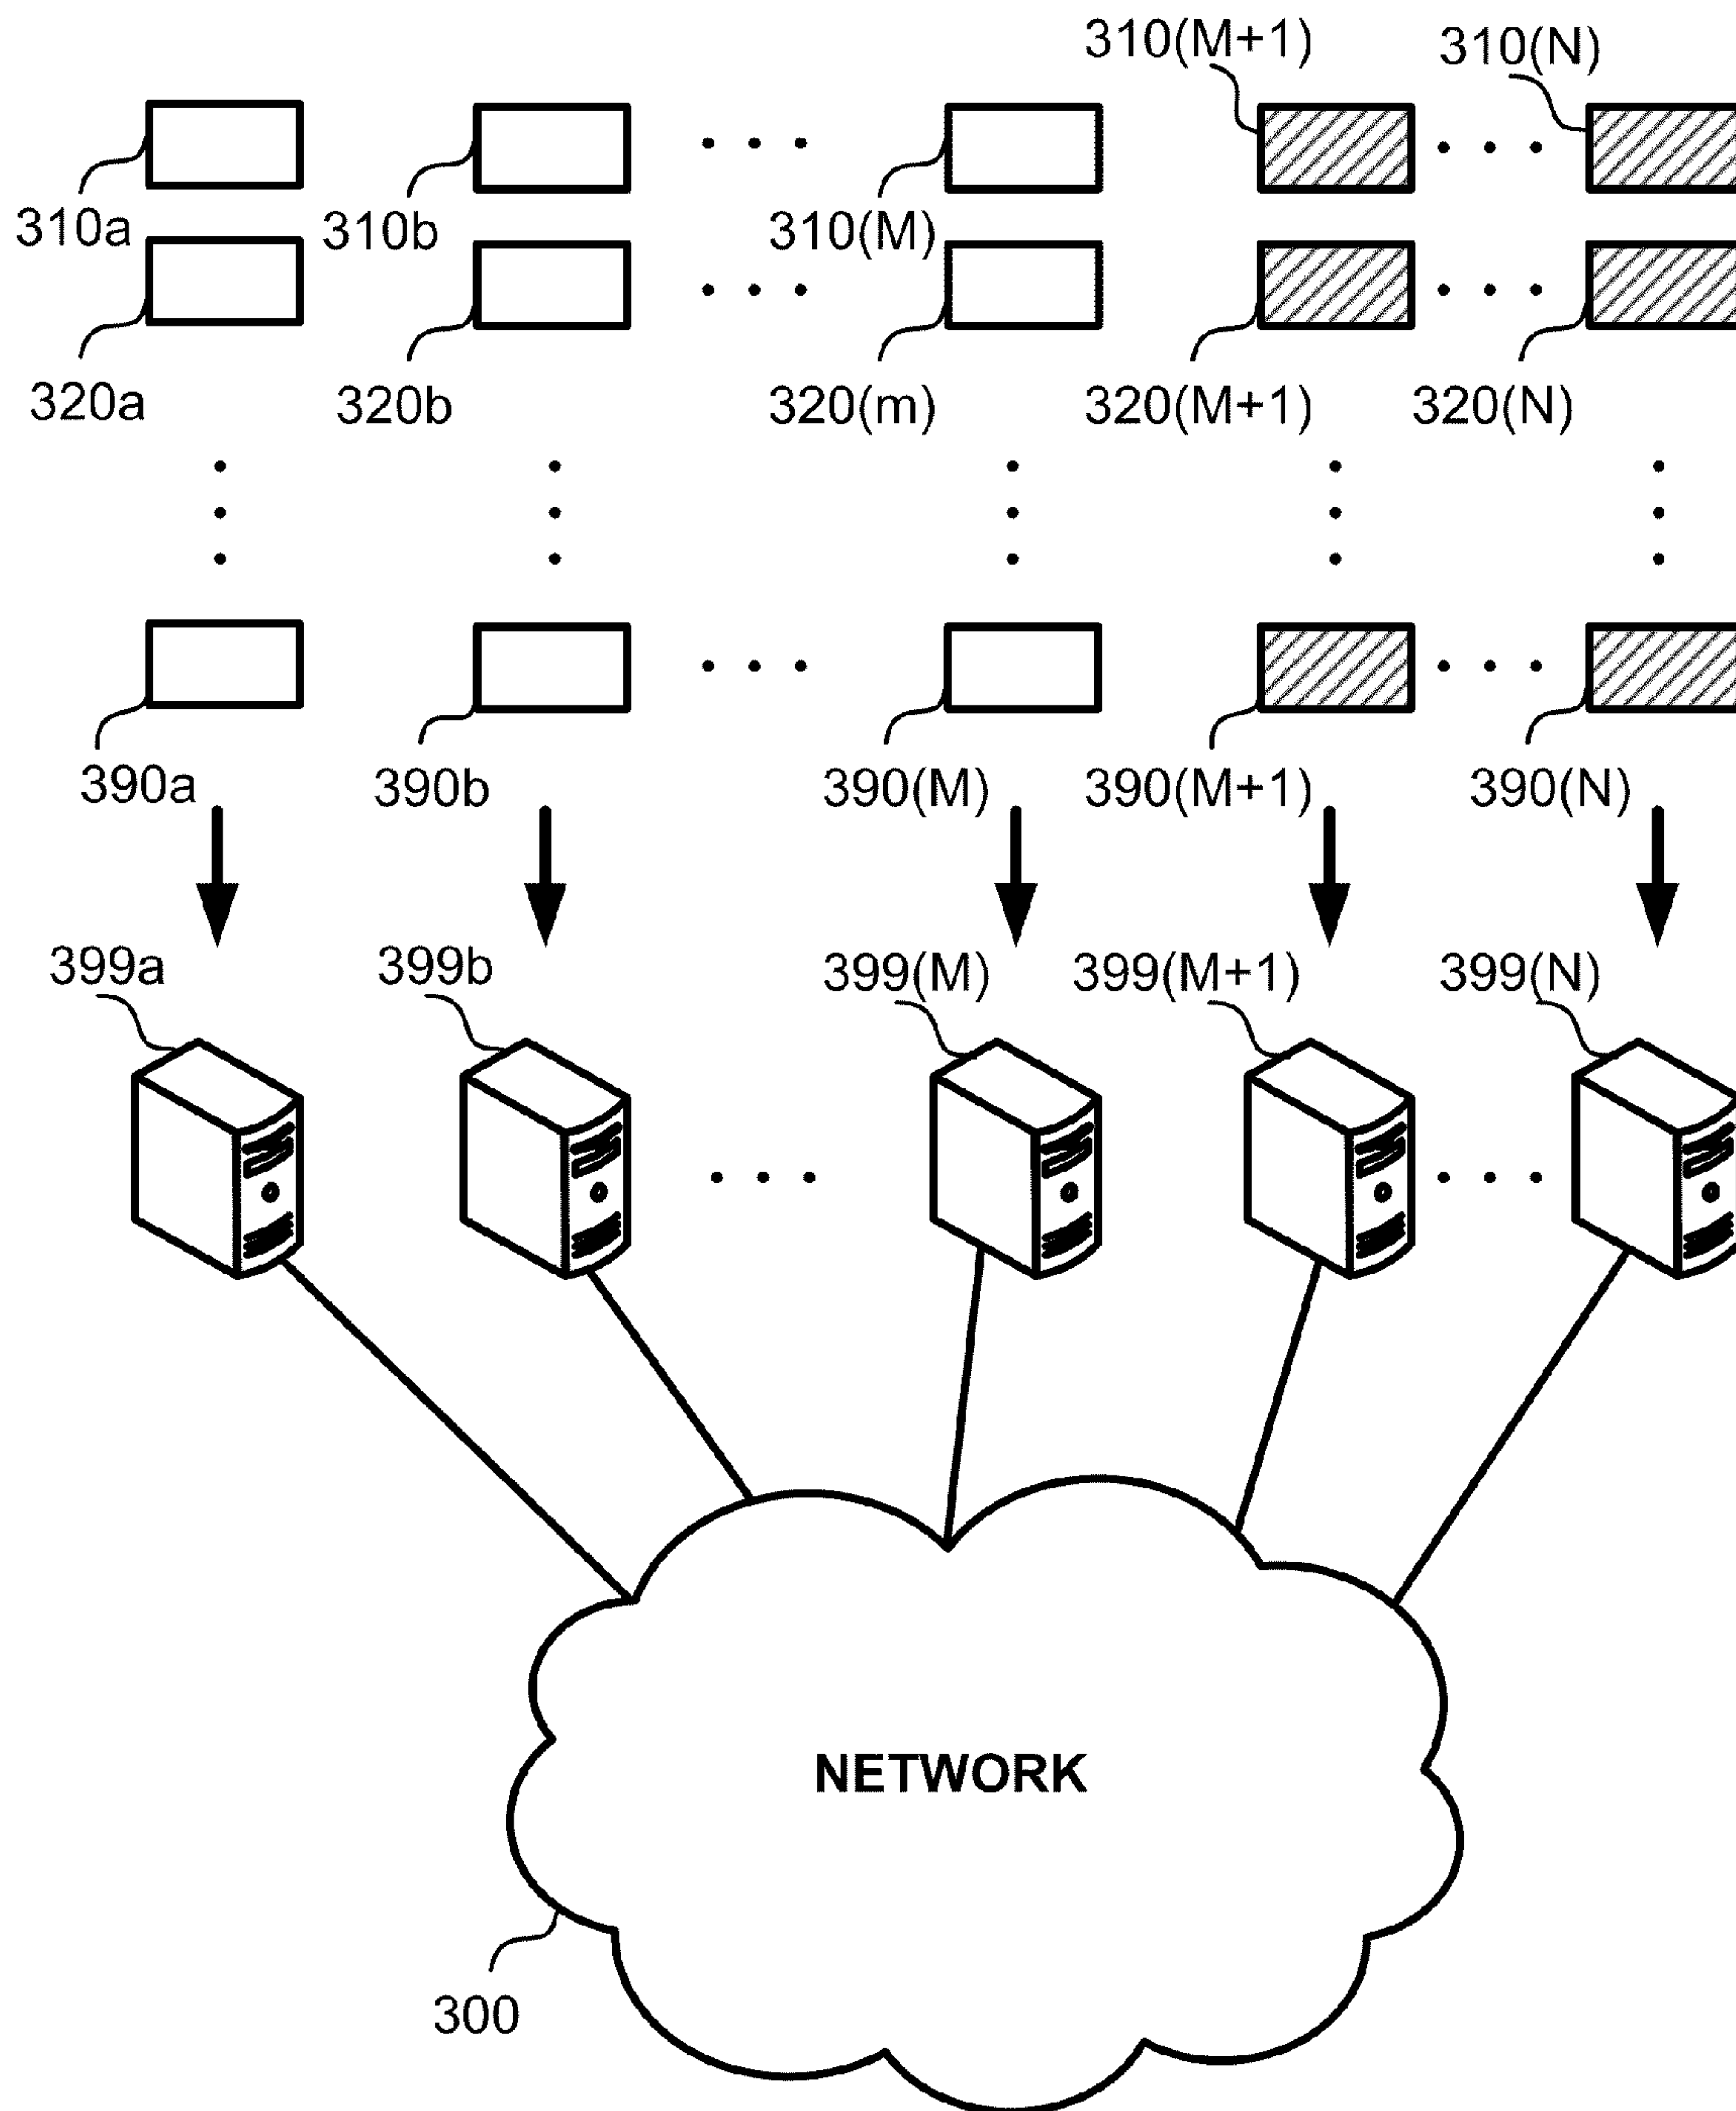 310(M+1) 310(N)
310a 310b 310(M)
320a 320b 320(m) 320(M+1) 320(N)
390a 390b 390(M) 390(M+1) 390(N)
399a 399b 399(M) 399(M+1) 399(N)
NETWORK
300